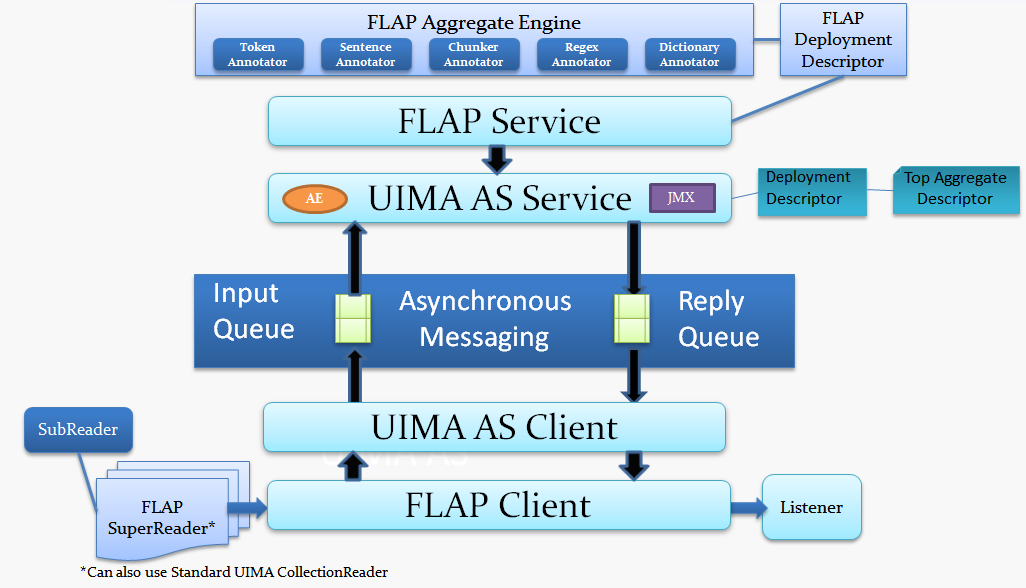 FLAP Aggregate Engine
Token
Annotator
Sentence
Annotator
Chunker
Annotator
Regex
Annotator
Dictionary
Annotator
FLAP
Deployment
Descriptor
FLAP Service
AE
UIMA AS Service
JMX
Deployment
Descriptor
Top Aggregate
Descriptor
Input
Queue
Asynchronous
Messaging
Reply
Queue
SubReader
UIMA AS Client
UIMA AS
FLAP
SuperReader*
FLAP Client
Listener
*Can also use Standard UIMA CollectionReader